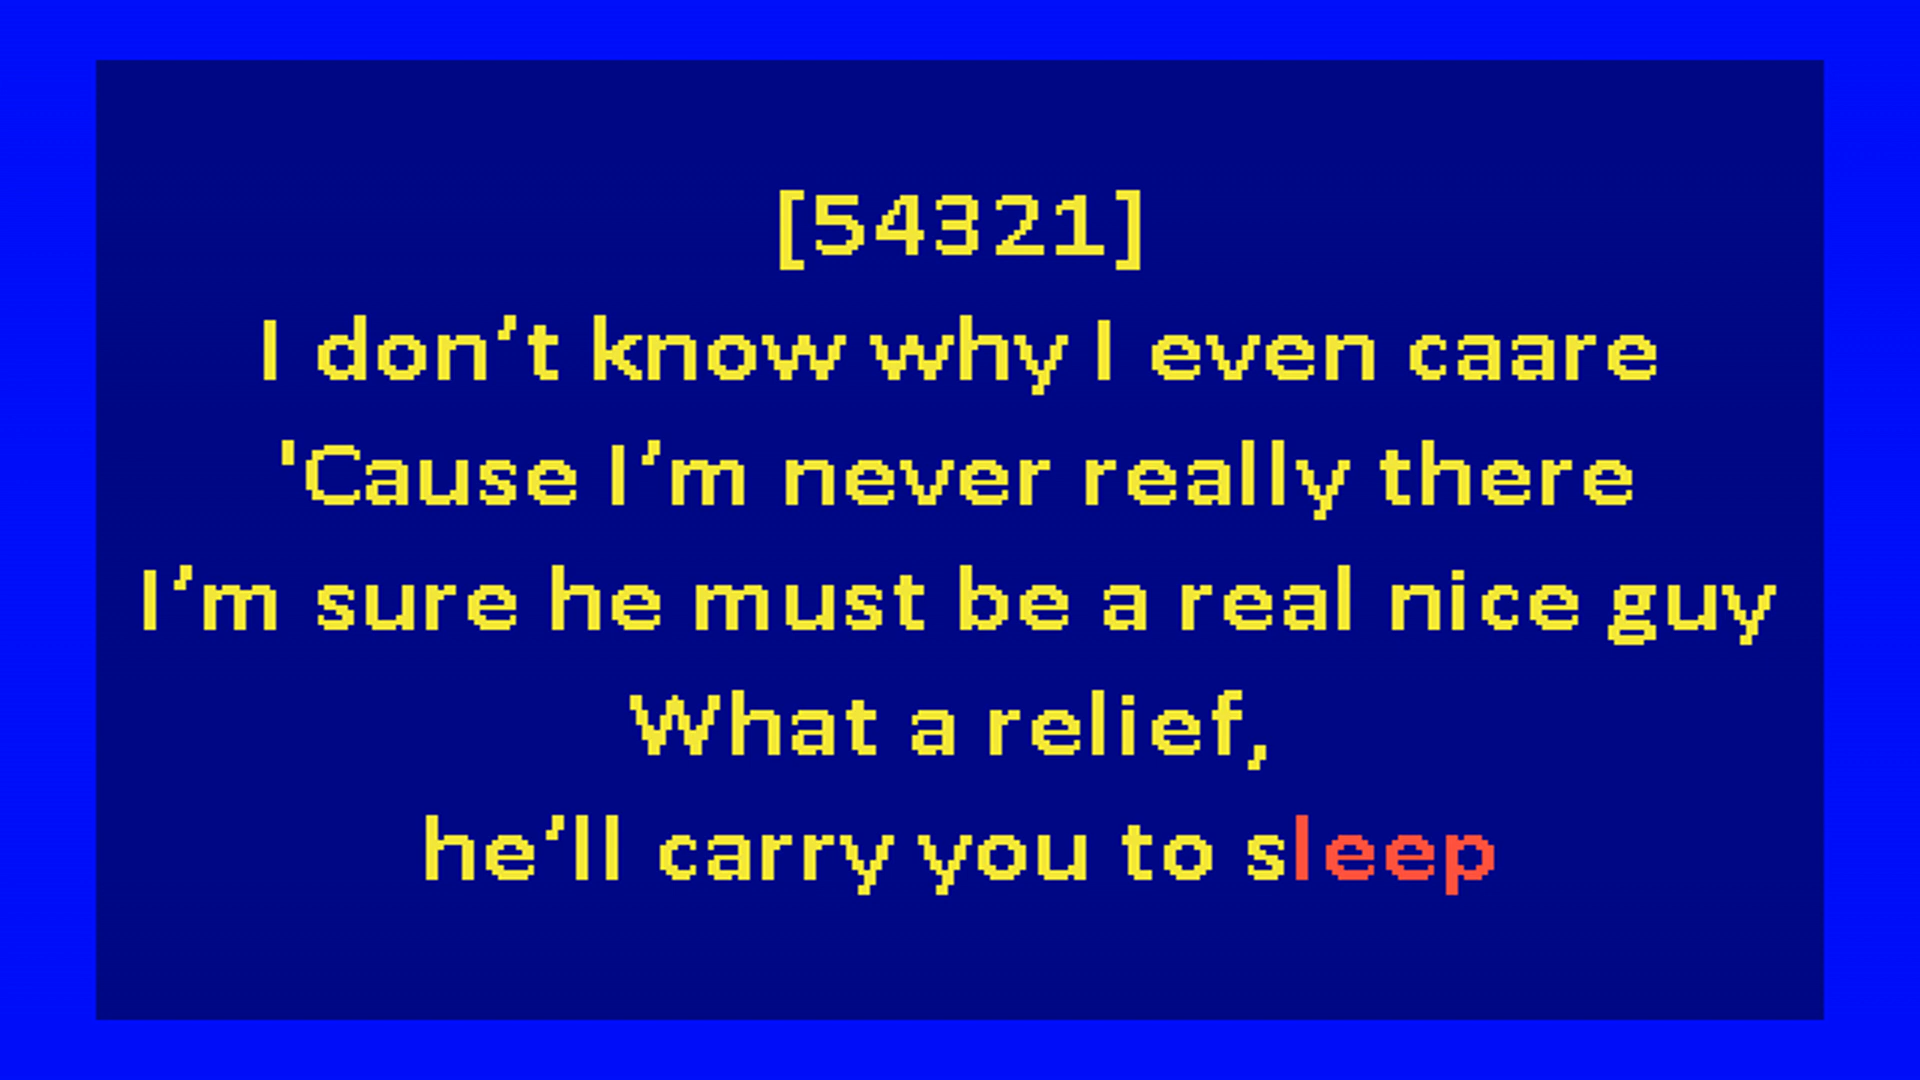 [54321]
I don’t know why I even caare
'Cause I’m never really there
I’m sure he must be a real nice guy
What a relief,
he’ll carry you to sleep